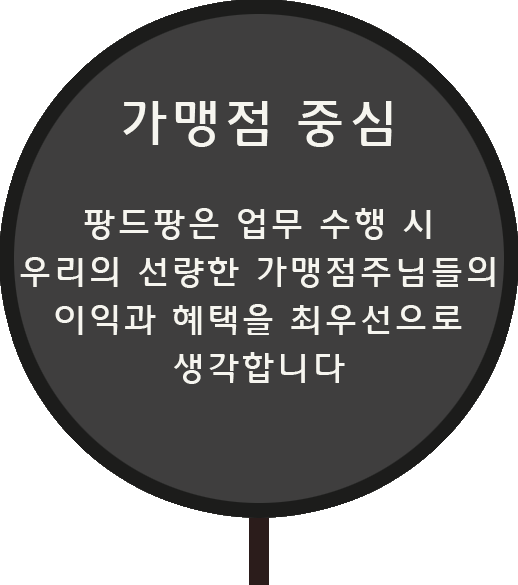 가맹점 중심
팡드팡은 업무 수행 시
우리의 선량한 가맹점주님들의
이익과 혜택을 최우선으로
생각합니다